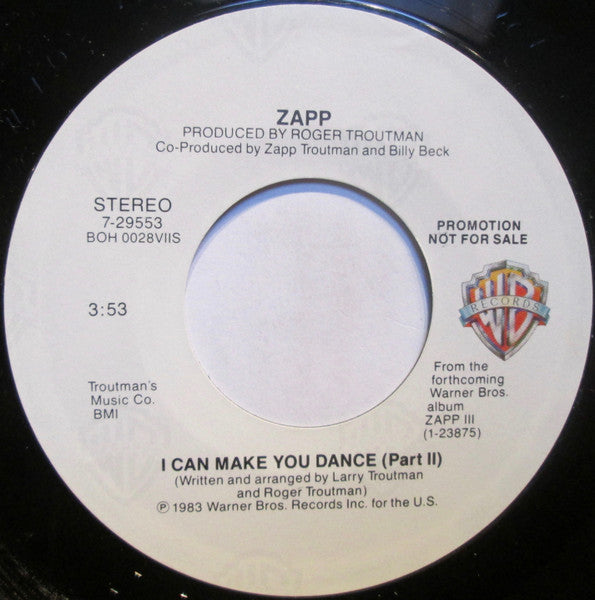 ZAPP
PRODUCED BY ROGER TROUTMAN
Co-Produced by Zapp Troutman and Billy Beck
STEREO
7-29553
BOH 0028VIIS
PROMOTION
NOT FOR SALE
3:53
WB
RECORDS
Troutman's
Music Co.
BMI
From the
forthcoming
Warner Bros.
album
ZAPP III
(1-23875)
I CAN MAKE YOU DANCE (Part II)
(Written and arranged by Larry Troutman
and Roger Troutman)
Ⓟ 1983 Warner Bros. Records Inc. for the U.S.